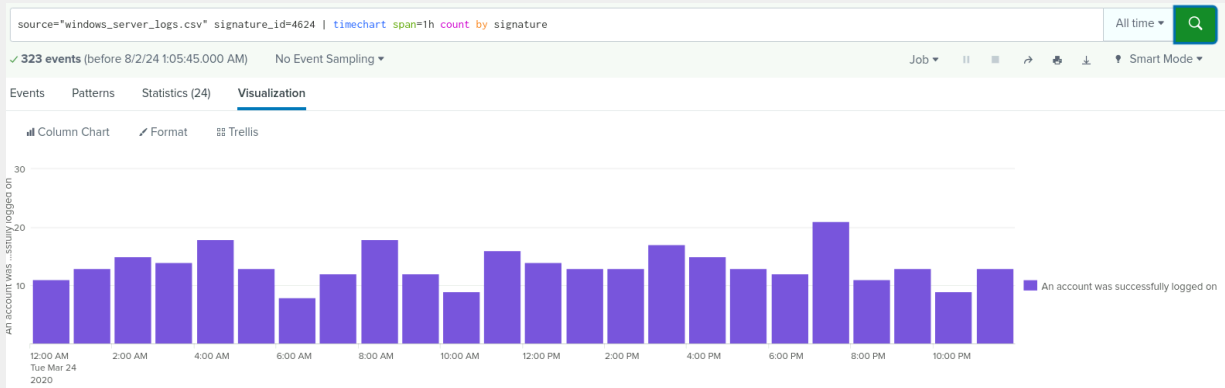 source="windows_server_logs.csv" signature_id=4624 | timechart span=1h count by signature
All time
323 events (before 8/2/24 1:05:45.000 AM) No Event Sampling
Job Smart Mode
Events Patterns Statistics (24) Visualization
Column Chart Format Trellis
An account was ...ssfully logged on
30
20
10
12:00 AM 2:00 AM 4:00 AM 6:00 AM 8:00 AM 10:00 AM 12:00 PM 2:00 PM 4:00 PM 6:00 PM 8:00 PM 10:00 PM
Tue Mar 24
2020
An account was successfully logged on